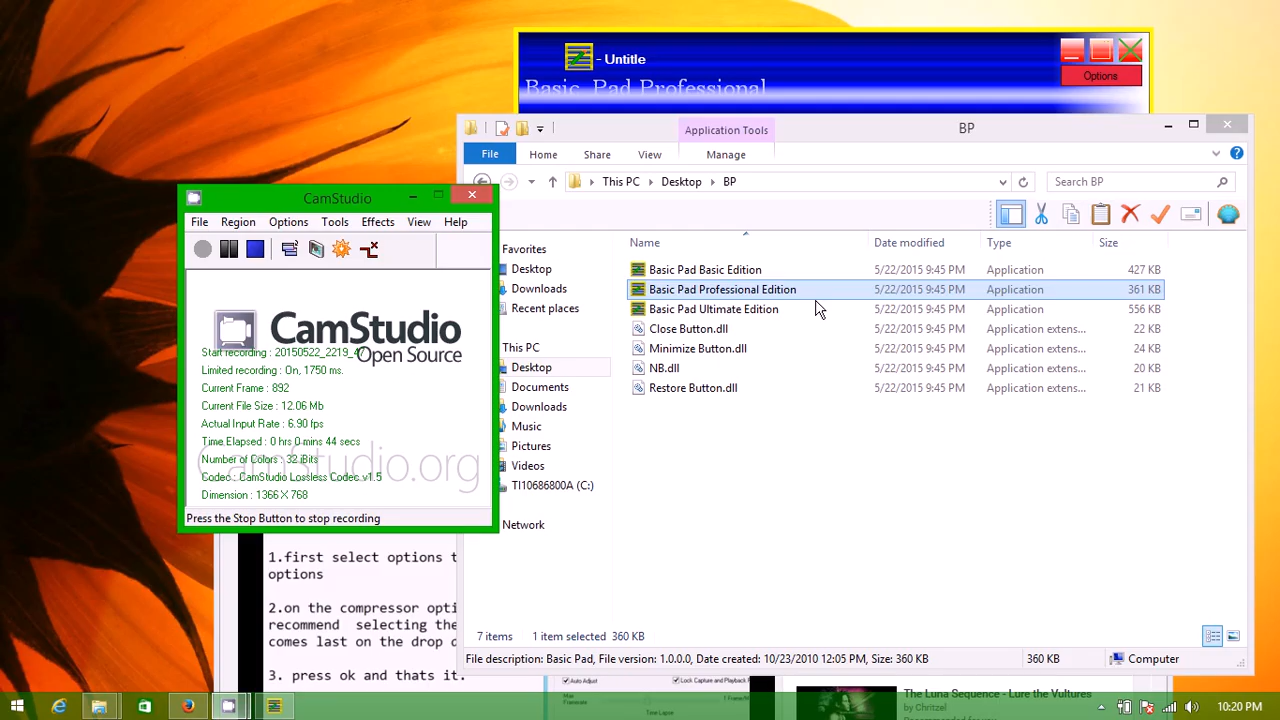 - Untitle
Basic Pad Professional
Options
Application Tools
BP
File
Home
Share
View
Manage
This PC
Desktop
BP
Search BP
CamStudio
File
Region
Options
Tools
Effects
View
Help
Favorites
Desktop
Downloads
Recent places
This PC
Desktop
Documents
Downloads
Music
Pictures
Videos
TI10686800A (C:)
Network
Name
Date modified
Type
Size
Basic Pad Basic Edition 5/22/2015 9:45 PM Application 427 KB
Basic Pad Professional Edition 5/22/2015 9:45 PM Application 361 KB
Basic Pad Ultimate Edition 5/22/2015 9:45 PM Application 556 KB
Close Button.dll 5/22/2015 9:45 PM Application extens... 22 KB
Minimize Button.dll 5/22/2015 9:45 PM Application extens... 24 KB
NB.dll 5/22/2015 9:45 PM Application extens... 20 KB
Restore Button.dll 5/22/2015 9:45 PM Application extens... 21 KB
CamStudio
Open Source
CamStudio.org
Start recording : 20150522_2219_47
Limited recording : On, 1750 ms.
Current Frame : 892
Current File Size : 12.06 Mb
Actual Input Rate : 6.90 fps
Time Elapsed : 0 hrs 0 mins 44 secs
Number of Colors : 32 Bits
Codec : CamStudio Lossless Codec v1.5
Dimension : 1366 X 768
Press the Stop Button to stop recording
7 items 1 item selected 360 KB
File description: Basic Pad, File version: 1.0.0.0, Date created: 10/23/2010 12:05 PM, Size: 360 KB
360 KB
Computer
1.first select options t
options
2.on the compressor opti
recommend selecting the
comes last on the drop d
3. press ok and thats it.
Auto Adjust
Lock Capture and Playback
Max
Framerate
Time Lapse
The Luna Sequence - Lure the Vultures
by Chritzel
10:20 PM